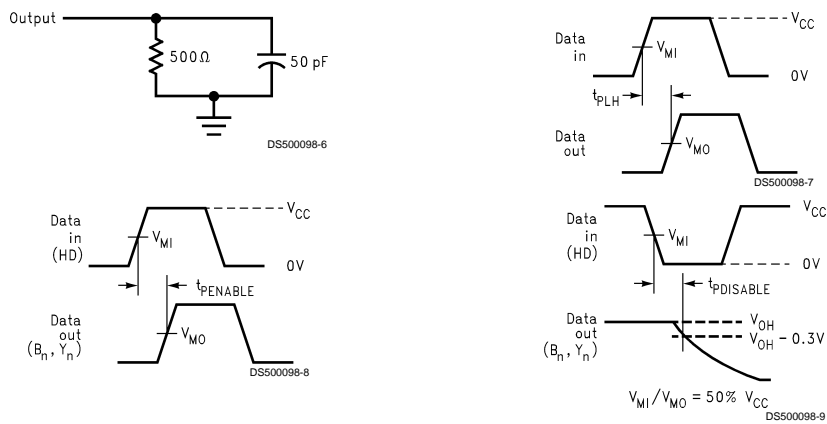 Output
500Ω
50 pF
DS500098-6
Data
in
V_CC
V_MI
0V
t_PLH
Data
out
V_MO
DS500098-7
Data
in
(HD)
V_CC
V_MI
0V
t_PENABLE
Data
out
(B_n, Y_n)
V_MO
DS500098-8
Data
in
(HD)
V_CC
V_MI
0V
t_PDISABLE
Data
out
(B_n, Y_n)
V_OH
V_OH − 0.3V
V_MI/V_MO = 50% V_CC
DS500098-9